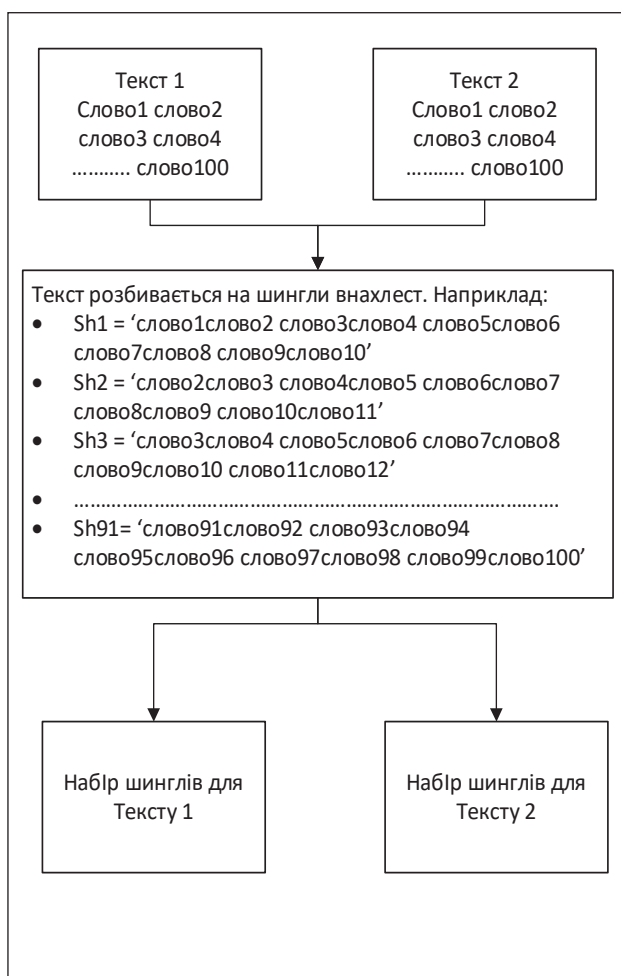 Текст 1
Слово1 слово2
слово3 слово4
……….. слово100
Текст 2
Слово1 слово2
слово3 слово4
……….. слово100
Текст розбивається на шингли внахлест. Наприклад:
• Sh1 = ‘слово1слово2 слово3слово4 слово5слово6
слово7слово8 слово9слово10’
• Sh2 = ‘слово2слово3 слово4слово5 слово6слово7
слово8слово9 слово10слово11’
• Sh3 = ‘слово3слово4 слово5слово6 слово7слово8
слово9слово10 слово11слово12’
• ……………………………………………………………………….
• Sh91= ‘слово91слово92 слово93слово94
слово95слово96 слово97слово98 слово99слово100’
НабІр шинглів для
Тексту 1
НабІр шинглів для
Тексту 2